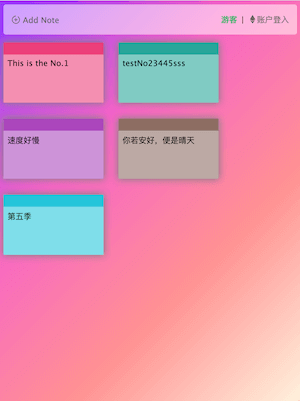 Add Note
游客 | 账户登入
This is the No.1
testNo23445sss
速度好慢
你若安好，便是晴天
第五季